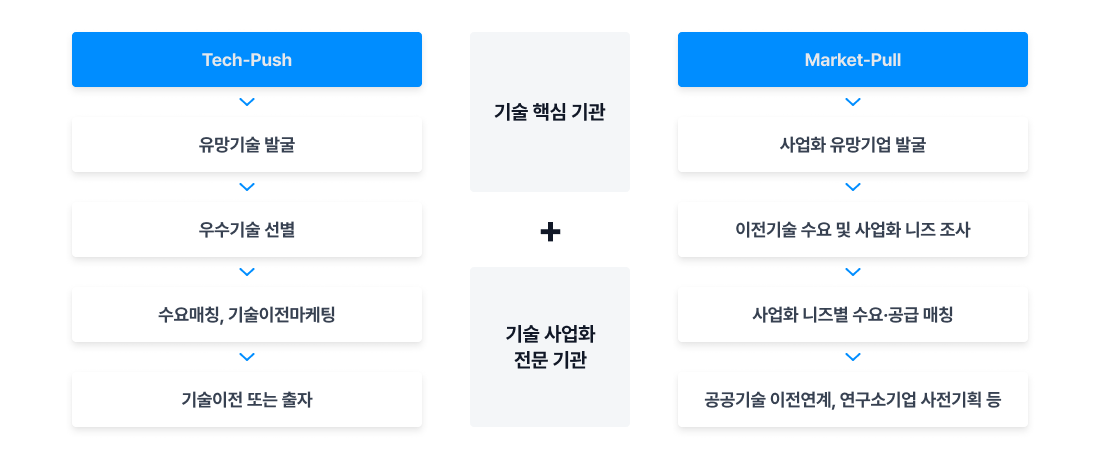 Tech-Push
유망기술 발굴
우수기술 선별
수요매칭, 기술이전마케팅
기술이전 또는 출자
기술 핵심 기관
+
기술 사업화
전문 기관
Market-Pull
사업화 유망기업 발굴
이전기술 수요 및 사업화 니즈 조사
사업화 니즈별 수요·공급 매칭
공공기술 이전연계, 연구소기업 사전기획 등